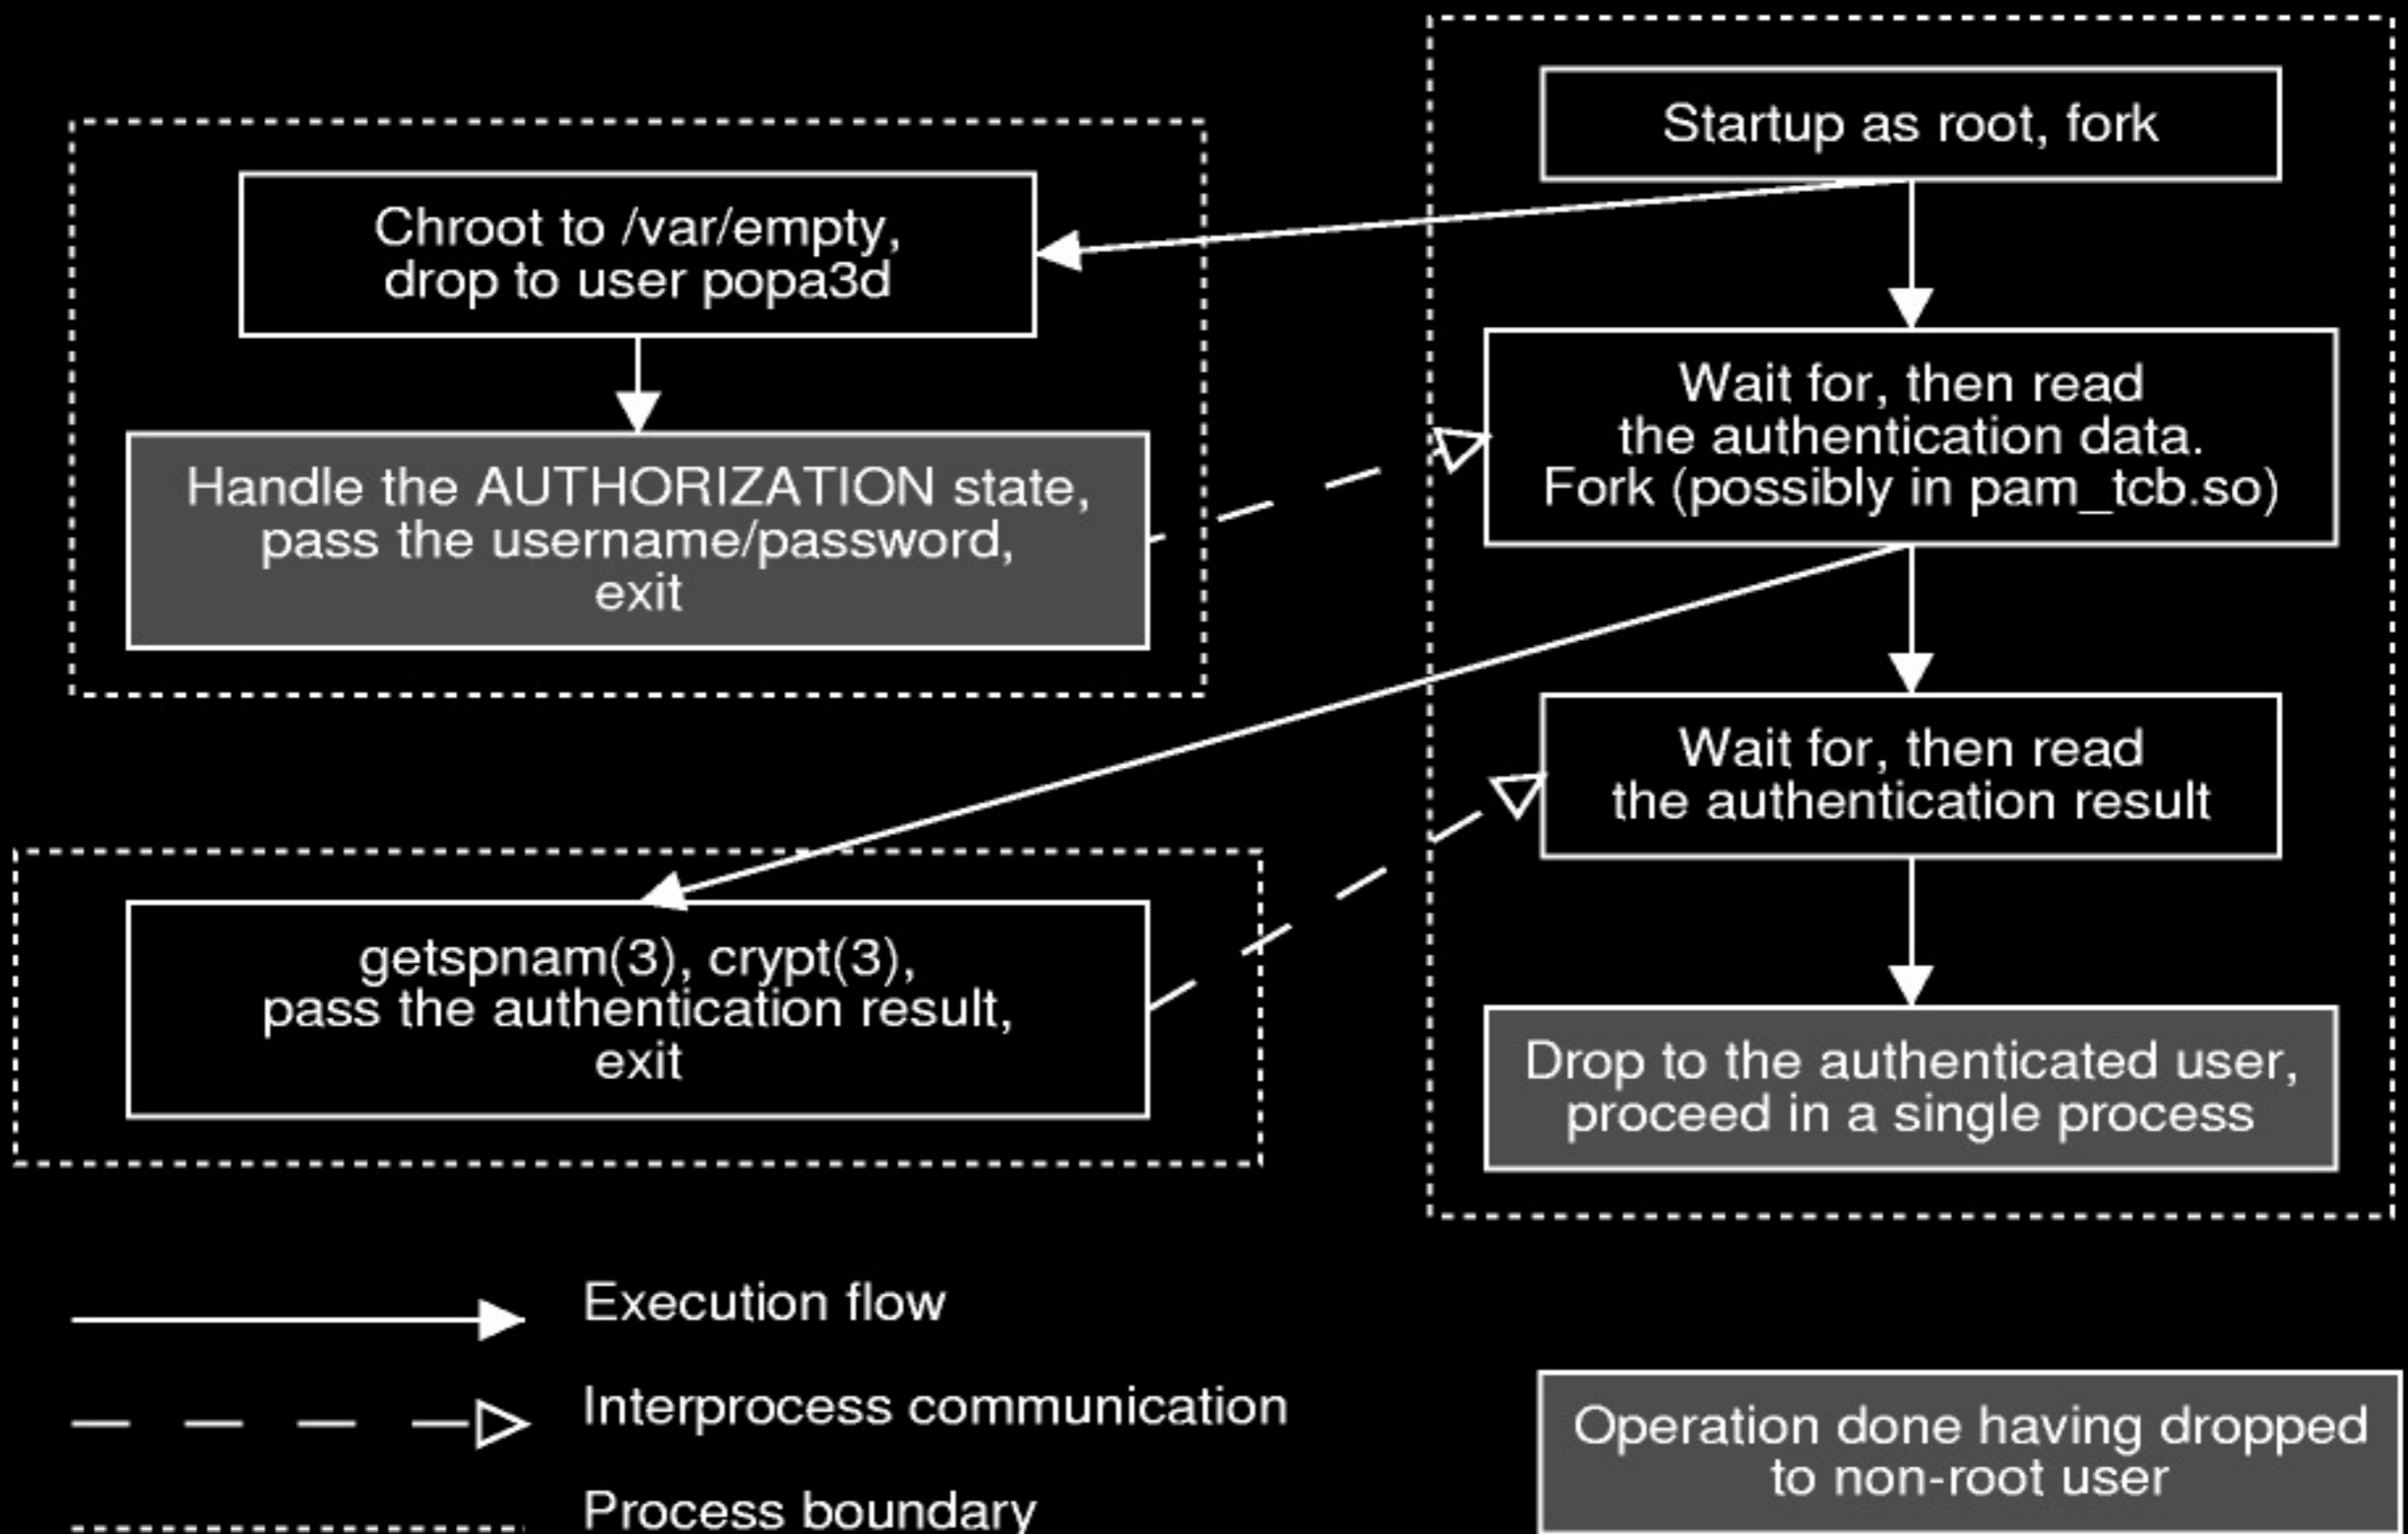 Startup as root, fork
Chroot to /var/empty,
drop to user popa3d
Wait for, then read
the authentication data.
Fork (possibly in pam_tcb.so)
Handle the AUTHORIZATION state,
pass the username/password,
exit
Wait for, then read
the authentication result
getspnam(3), crypt(3),
pass the authentication result,
exit
Drop to the authenticated user,
proceed in a single process
Execution flow
Interprocess communication
Process boundary
Operation done having dropped
to non-root user